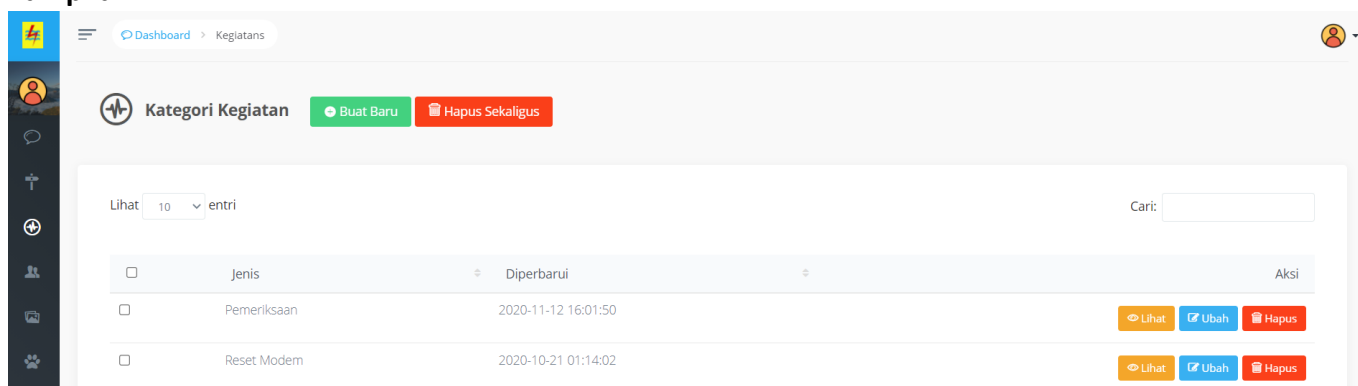 Dashboard > Kegiatans
Kategori Kegiatan Buat Baru Hapus Sekaligus
Lihat 10 entri Cari:
Jenis Diperbarui Aksi
Pemeriksaan 2020-11-12 16:01:50 Lihat Ubah Hapus
Reset Modem 2020-10-21 01:14:02 Lihat Ubah Hapus